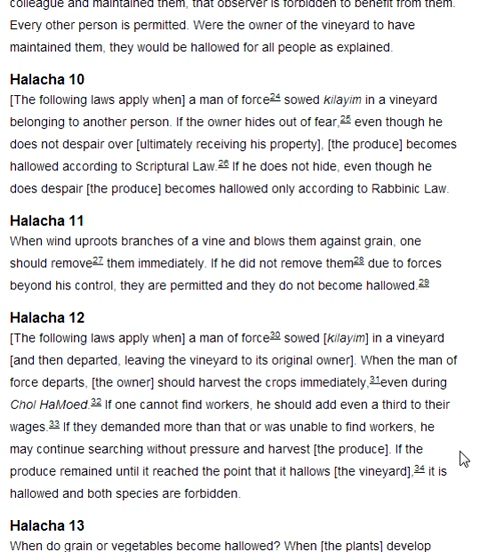 colleague and maintained them, that observer is forbidden to benefit from them.
Every other person is permitted. Were the owner of the vineyard to have
maintained them, they would be hallowed for all people as explained.
Halacha 10
[The following laws apply when] a man of force24 sowed kilayim in a vineyard
belonging to another person. If the owner hides out of fear,25 even though he
does not despair over [ultimately receiving his property], [the produce] becomes
hallowed according to Scriptural Law.26 If he does not hide, even though he
does despair [the produce] becomes hallowed only according to Rabbinic Law.
Halacha 11
When wind uproots branches of a vine and blows them against grain, one
should remove27 them immediately. If he did not remove them28 due to forces
beyond his control, they are permitted and they do not become hallowed.29
Halacha 12
[The following laws apply when] a man of force30 sowed [kilayim] in a vineyard
[and then departed, leaving the vineyard to its original owner]. When the man of
force departs, [the owner] should harvest the crops immediately,31even during
Chol HaMoed.32 If one cannot find workers, he should add even a third to their
wages.33 If they demanded more than that or was unable to find workers, he
may continue searching without pressure and harvest [the produce]. If the
produce remained until it reached the point that it hallows [the vineyard],34 it is
hallowed and both species are forbidden.
Halacha 13
When do grain or vegetables become hallowed? When [the plants] develop